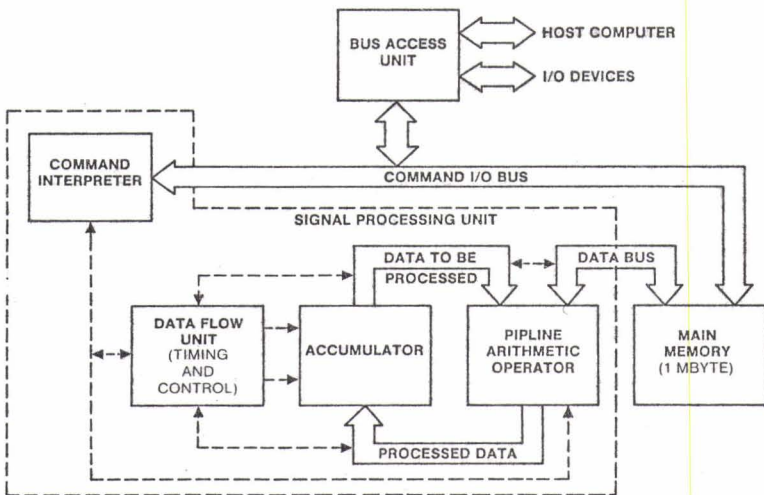 BUS ACCESS
UNIT
HOST COMPUTER
I/O DEVICES
COMMAND
INTERPRETER
COMMAND I/O BUS
SIGNAL PROCESSING UNIT
DATA TO BE
PROCESSED
DATA BUS
DATA FLOW
UNIT
(TIMING
AND
CONTROL)
ACCUMULATOR
PIPLINE
ARITHMETIC
OPERATOR
MAIN
MEMORY
(1 MBYTE)
PROCESSED DATA